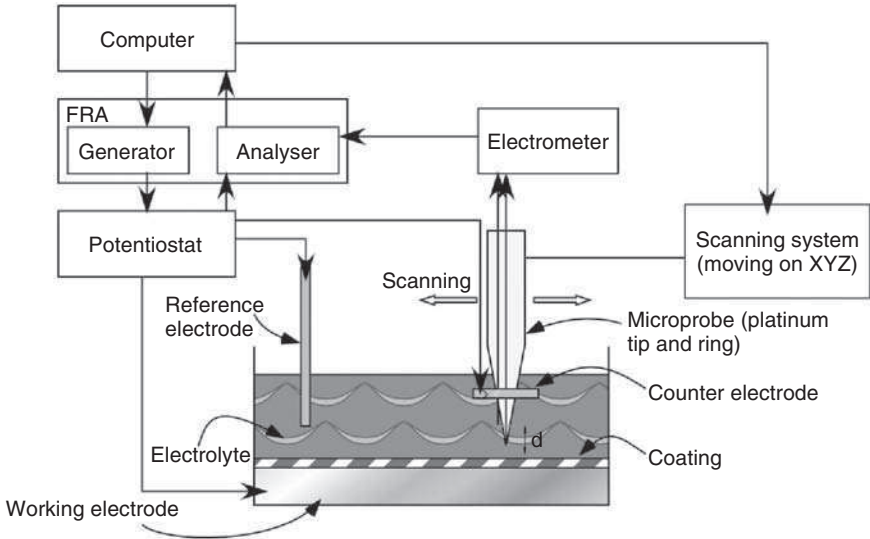 Computer
FRA
Generator
Analyser
Electrometer
Potentiostat
Scanning system
(moving on XYZ)
Scanning
Reference
electrode
Microprobe (platinum
tip and ring)
Counter electrode
d
Electrolyte
Coating
Working electrode